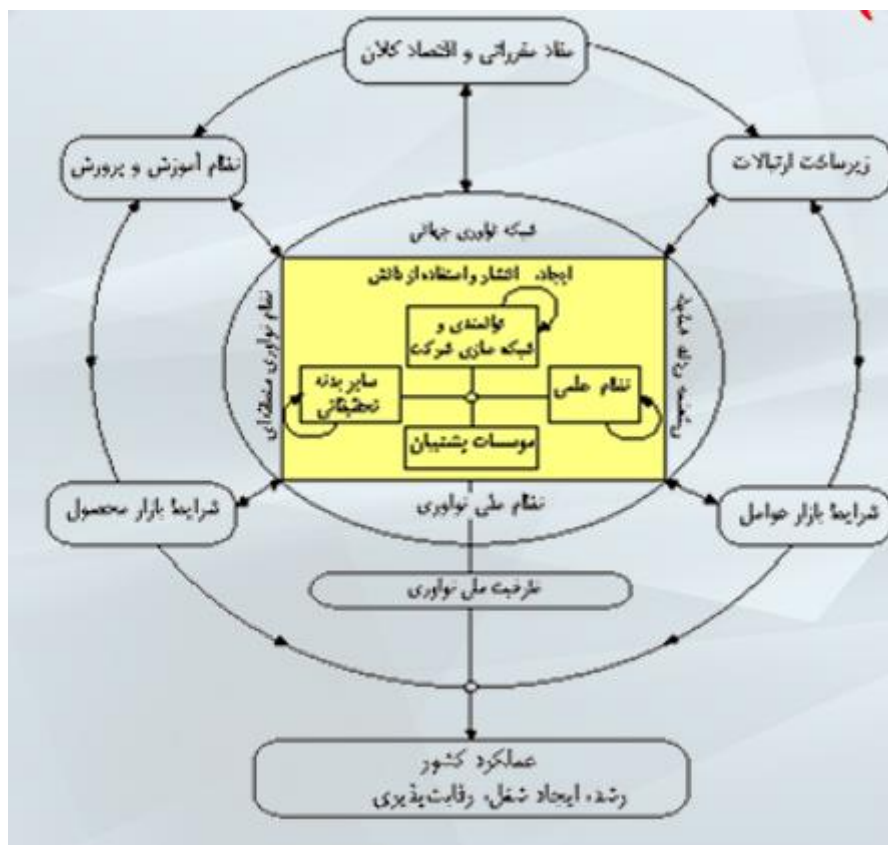 مفاد مقرراتی و اقتصاد کلان
نظام آموزش و پرورش
زیرساخت ارتباطات
شبکه نوآوری جهانی
ایجاد، انتشار و استفاده از دانش
توانمندی و
شبکه سازی شرکت
نظام نوآوری منطقه‌ای
سایر بدنه
تحقیقاتی
نظام علمی
موسسات پشتیبان
شرایط بازار محصول
نظام ملی نوآوری
شرایط بازار عوامل
ظرفیت ملی نوآوری
عملکرد کشور
رشد، ایجاد شغل، رقابت‌پذیری